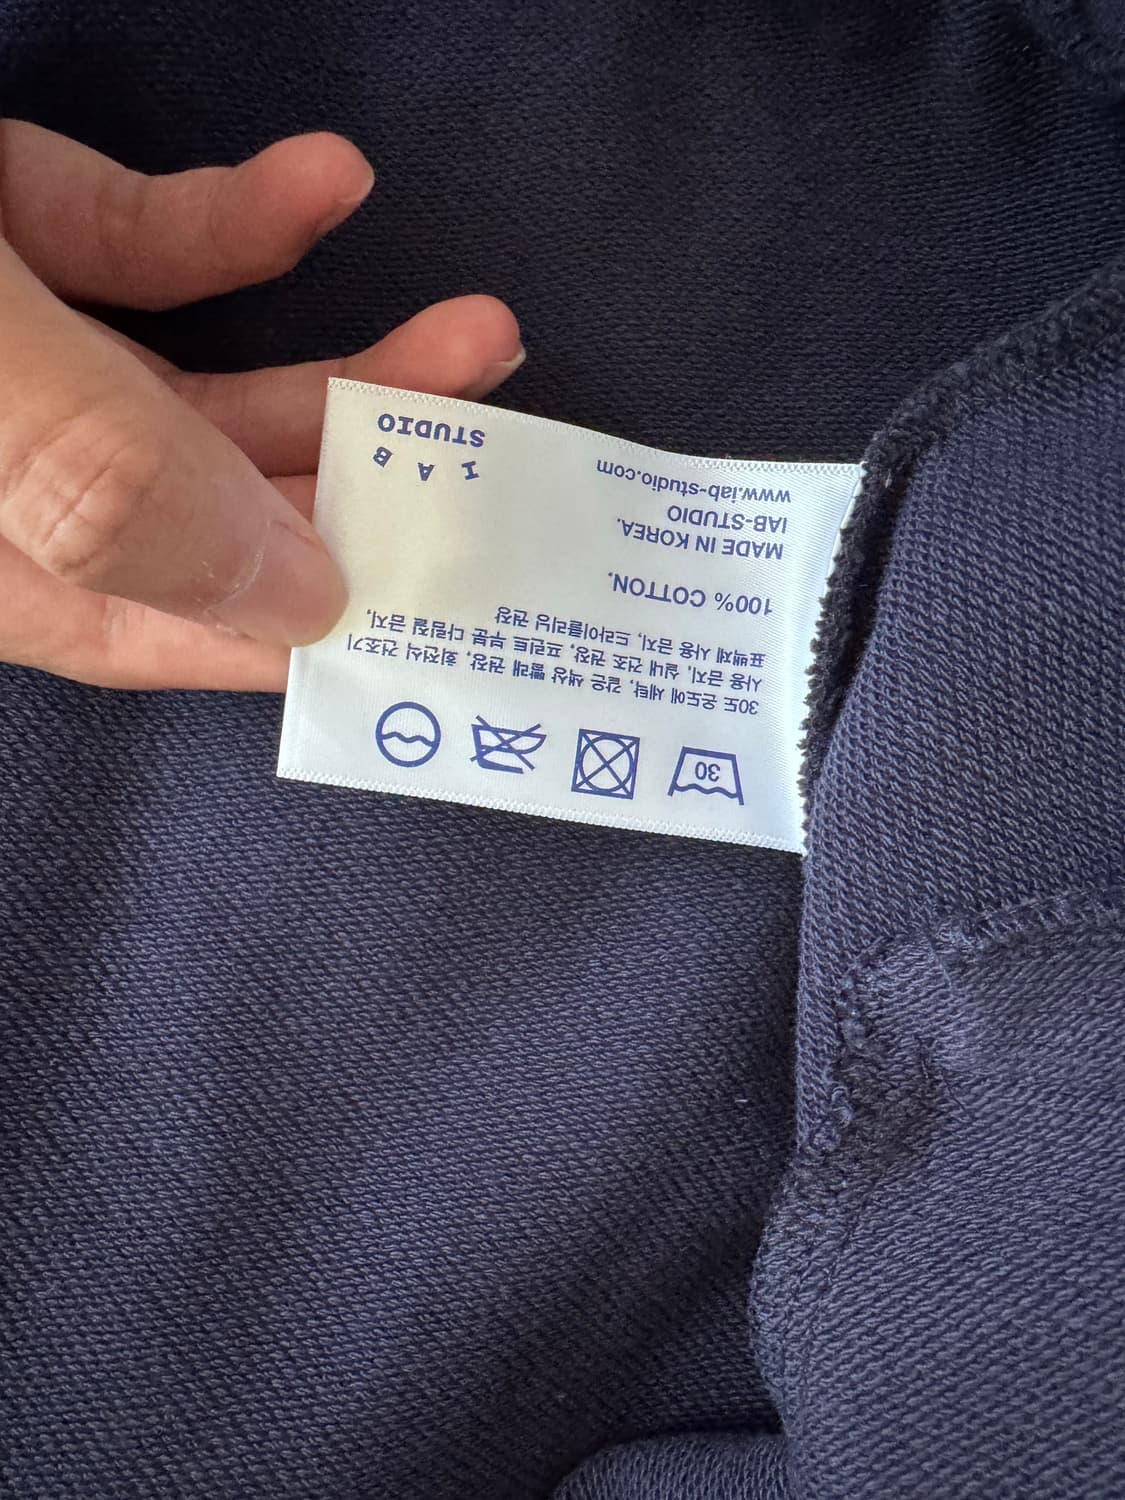 30
30도 온도에 세탁, 같은 색상 빨래 권장, 회전식 건조기
사용 금지, 실내 건조 권장, 프린트 부분 다림질 금지,
표백제 사용 금지, 드라이클리닝 권장
100% COTTON.
MADE IN KOREA.
IAB-STUDIO
www.iab-studio.com
I A B
STUDIO